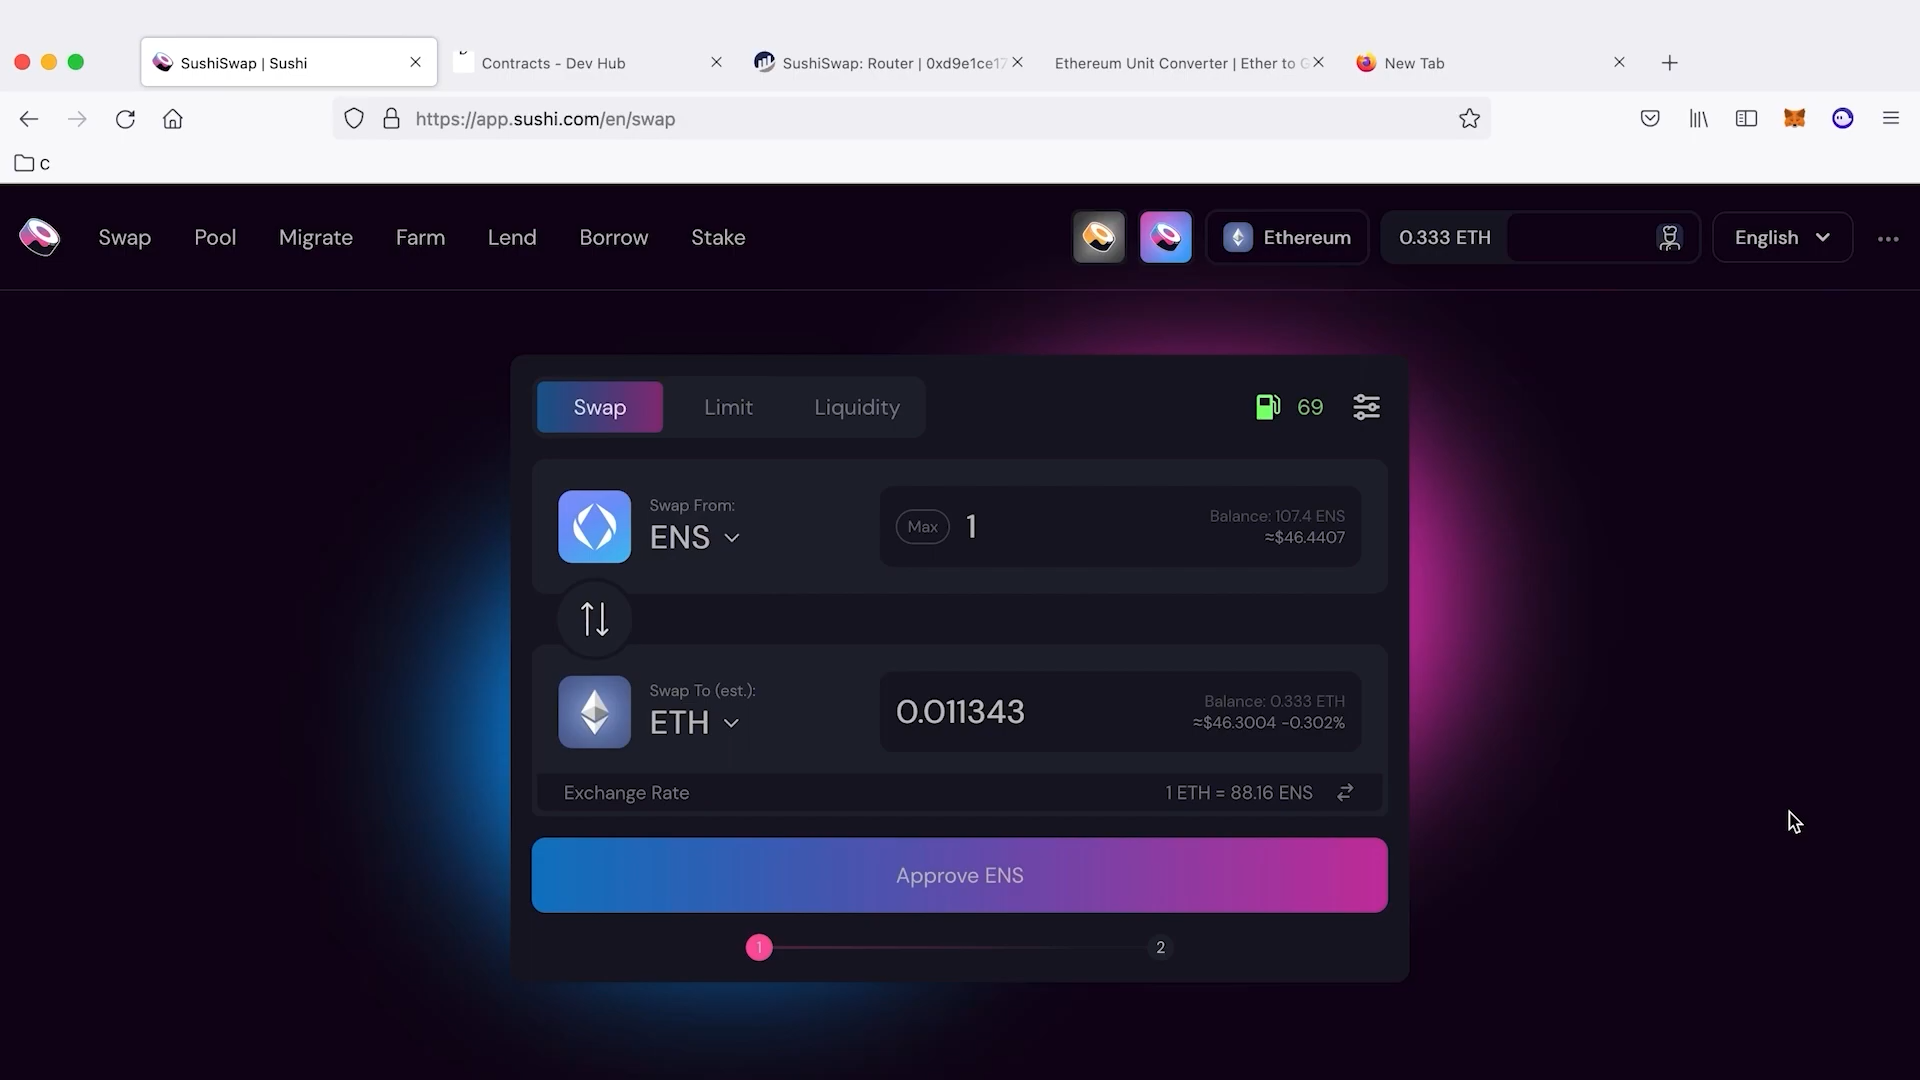 SushiSwap | Sushi
Contracts - Dev Hub
SushiSwap: Router | 0xd9e1ce17
Ethereum Unit Converter | Ether to G
New Tab
https://app.sushi.com/en/swap
C
Swap Pool Migrate Farm Lend Borrow Stake
Ethereum
0.333 ETH
English
Swap Limit Liquidity
69
Swap From:
ENS
Max 1
Balance: 107.4 ENS
≈$46.4407
Swap To (est.):
ETH
0.011343
Balance: 0.333 ETH
≈$46.3004 -0.302%
Exchange Rate 1 ETH = 88.16 ENS
Approve ENS
1 2